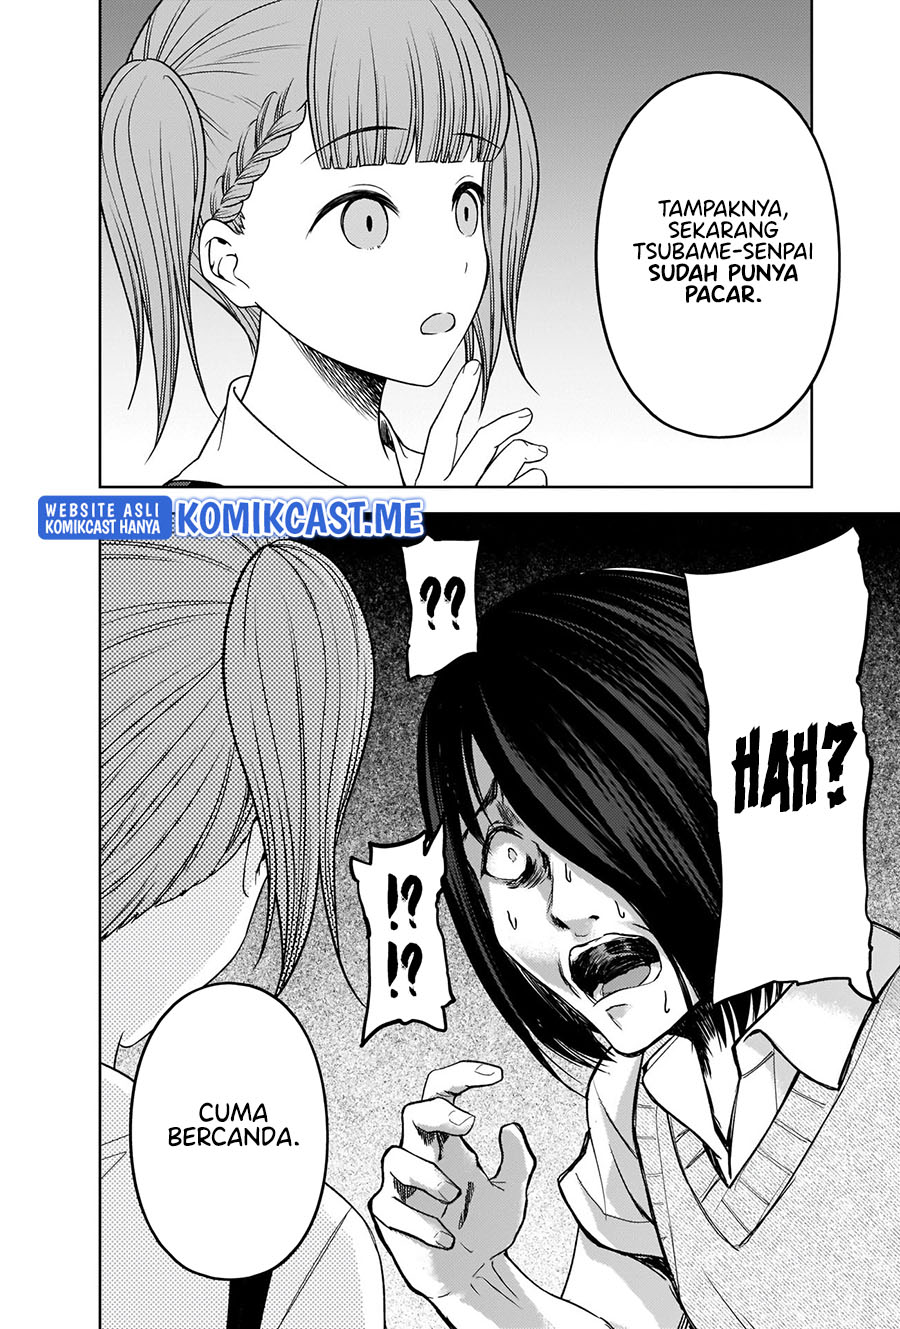 TAMPAKNYA,
SEKARANG
TSUBAME-SENPAI
SUDAH PUNYA
PACAR.
WEBSITE ASLI
KOMIKCAST HANYA
KOMIKCAST.ME
??
HAH?
!?
!?
CUMA
BERCANDA.